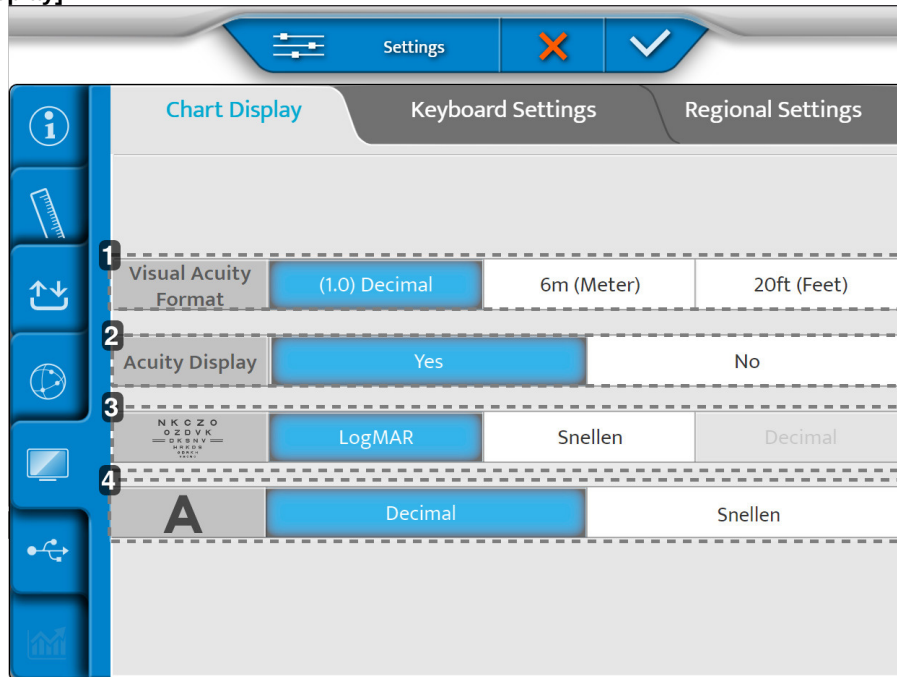 play]
Settings
Chart Display
Keyboard Settings
Regional Settings
1
Visual Acuity
Format
(1.0) Decimal
6m (Meter)
20ft (Feet)
2
Acuity Display
Yes
No
3
N K C Z O
O Z D V K
D K S N V
LogMAR
Snellen
Decimal
4
A
Decimal
Snellen